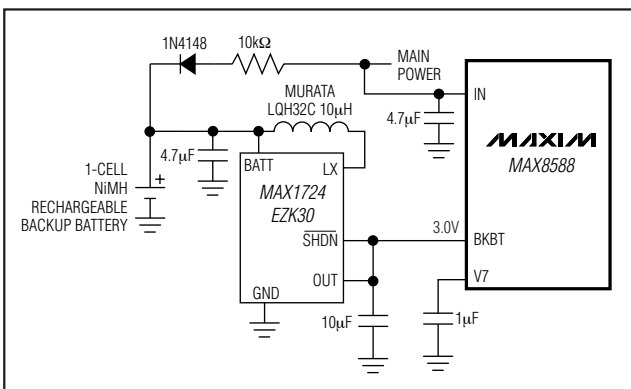 1N4148
10kΩ
MAIN
POWER
MURATA
LQH32C 10μH
IN
4.7μF
MAXIM
MAX8588
4.7μF
BATT
LX
1-CELL
NiMH
RECHARGEABLE
BACKUP BATTERY
+
MAX1724
EZK30
SHDN
3.0V
BKBT
OUT
V7
GND
10μF
1μF